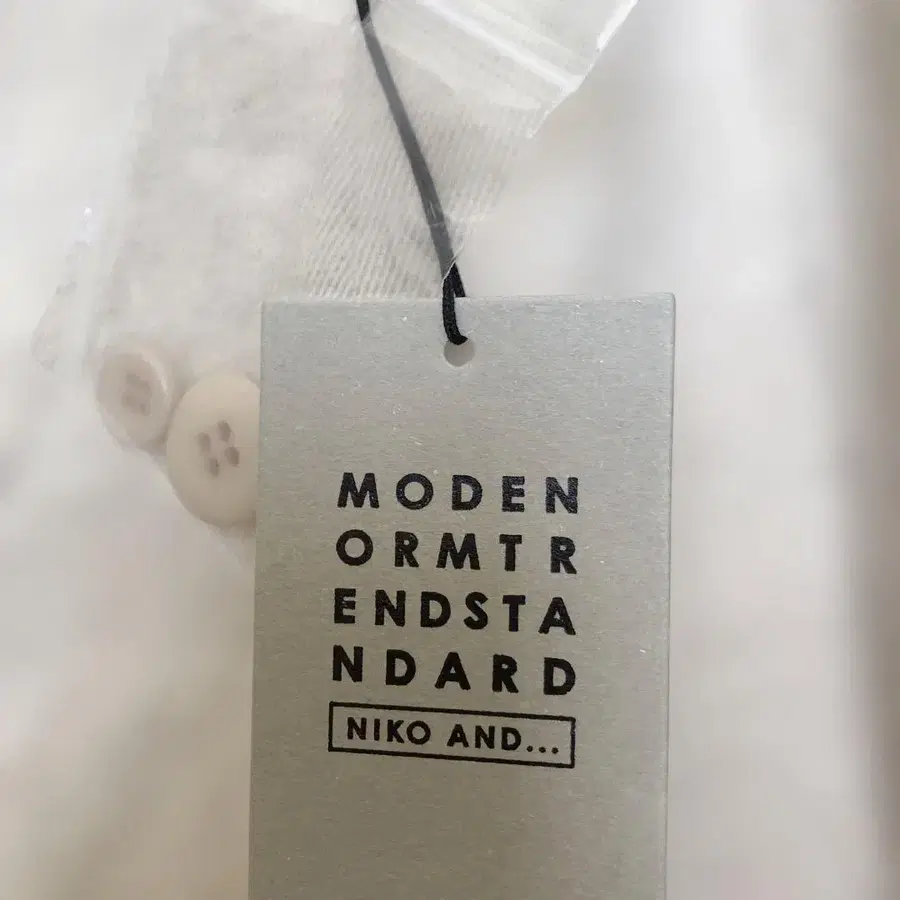 MODEN
ORMTR
ENDSTA
NDARD
NIKO AND...